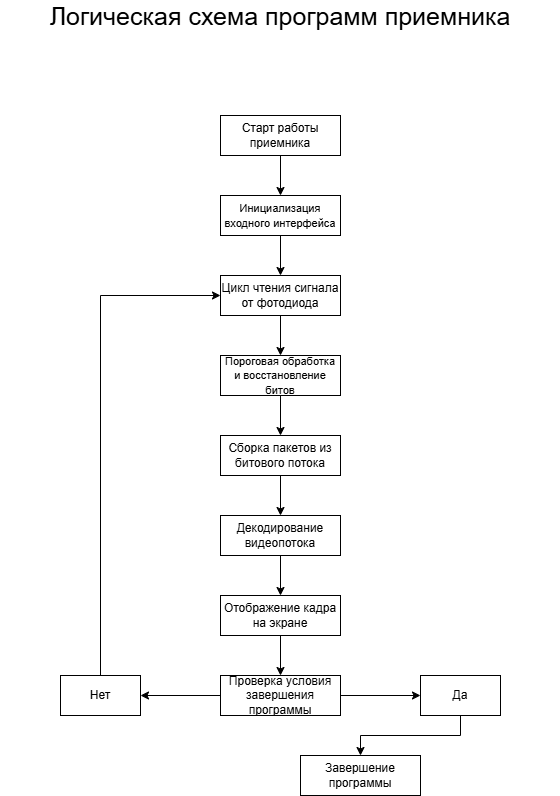 Логическая схема программ приемника
Старт работы
приемника
Инициализация
входного интерфейса
Цикл чтения сигнала
от фотодиода
Пороговая обработка
и восстановление
битов
Сборка пакетов из
битового потока
Декодирование
видеопотока
Отображение кадра
на экране
Проверка условия
завершения
программы
Нет
Да
Завершение
программы